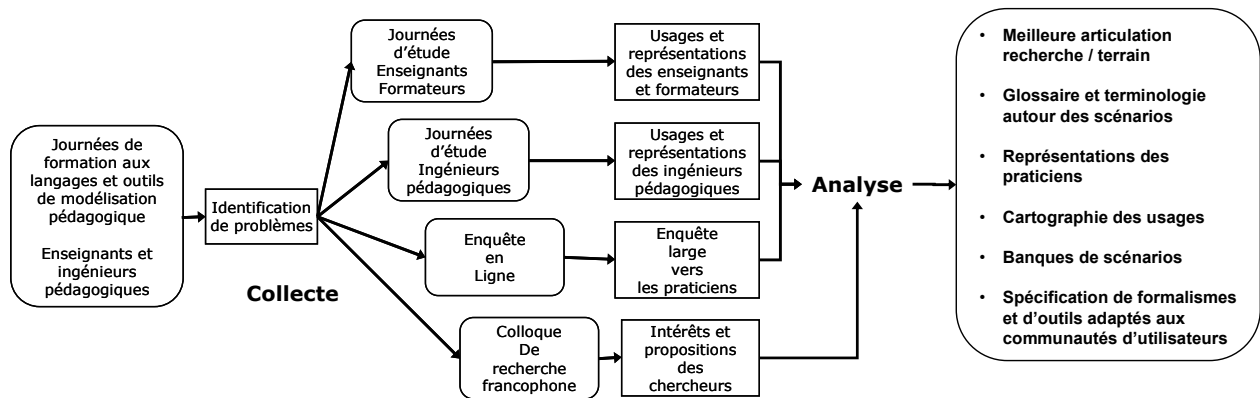 Journées de
formation aux
langages et outils
de modélisation
pédagogique
Enseignants et
ingénieurs
pédagogiques
Identification
de problèmes
Collecte
Journées
d'étude
Enseignants
Formateurs
Usages et
représentations
des enseignants
et formateurs
Journées
d'étude
Ingénieurs
pédagogiques
Usages et
représentations
des ingénieurs
pédagogiques
Enquête
en
Ligne
Enquête
large
vers
les praticiens
Colloque
De
recherche
francophone
Intérêts et
propositions
des
chercheurs
Analyse
• Meilleure articulation
recherche / terrain
• Glossaire et terminologie
autour des scénarios
• Représentations des
praticiens
• Cartographie des usages
• Banques de scénarios
• Spécification de formalismes
et d'outils adaptés aux
communautés d'utilisateurs